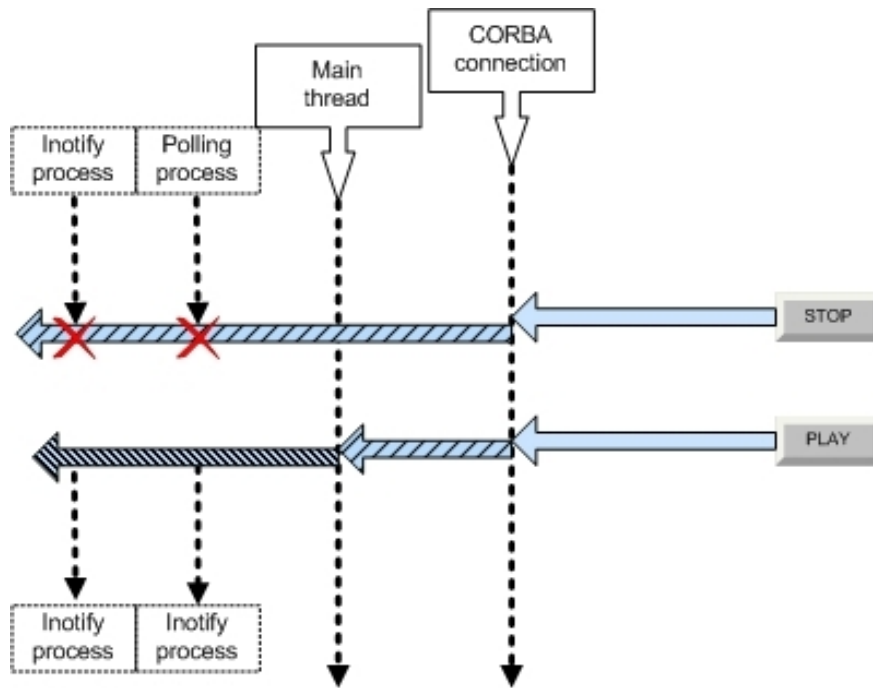 CORBA
connection
Main
thread
Inotify
process
Polling
process
STOP
PLAY
Inotify
process
Inotify
process